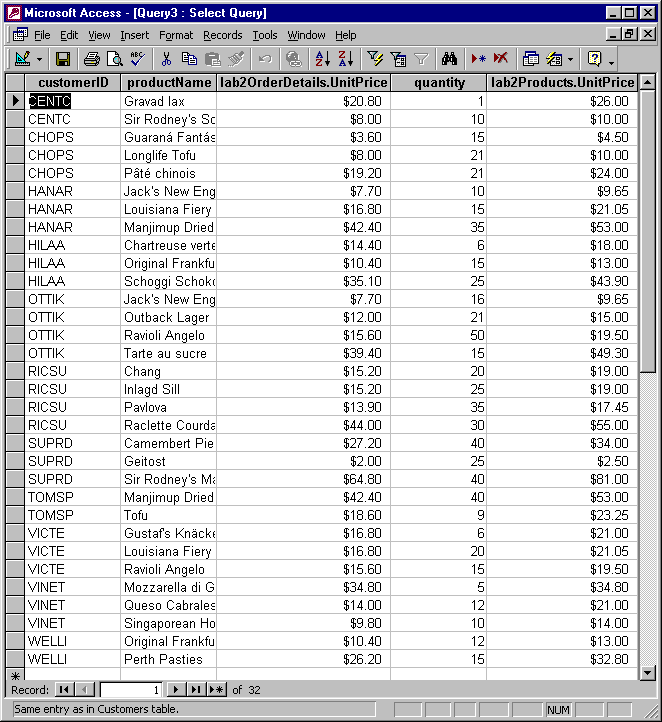 Microsoft Access - [Query3 : Select Query]
File Edit View Insert Format Records Tools Window Help
customerID productName lab2OrderDetails.UnitPrice quantity lab2Products.UnitPrice
CENTC Gravad lax $20.80 1 $26.00
CENTC Sir Rodney's Sc $8.00 10 $10.00
CHOPS Guaraná Fantás $3.60 15 $4.50
CHOPS Longlife Tofu $8.00 21 $10.00
CHOPS Pâté chinois $19.20 21 $24.00
HANAR Jack's New Eng $7.70 10 $9.65
HANAR Louisiana Fiery $16.80 15 $21.05
HANAR Manjimup Dried $42.40 35 $53.00
HILAA Chartreuse verte $14.40 6 $18.00
HILAA Original Frankfu $10.40 15 $13.00
HILAA Schoggi Schoko $35.10 25 $43.90
OTTIK Jack's New Eng $7.70 16 $9.65
OTTIK Outback Lager $12.00 21 $15.00
OTTIK Ravioli Angelo $15.60 50 $19.50
OTTIK Tarte au sucre $39.40 15 $49.30
RICSU Chang $15.20 20 $19.00
RICSU Inlagd Sill $15.20 25 $19.00
RICSU Pavlova $13.90 35 $17.45
RICSU Raclette Courda $44.00 30 $55.00
SUPRD Camembert Pie $27.20 40 $34.00
SUPRD Geitost $2.00 25 $2.50
SUPRD Sir Rodney's Ma $64.80 40 $81.00
TOMSP Manjimup Dried $42.40 40 $53.00
TOMSP Tofu $18.60 9 $23.25
VICTE Gustaf's Knäcke $16.80 6 $21.00
VICTE Louisiana Fiery $16.80 20 $21.05
VICTE Ravioli Angelo $15.60 15 $19.50
VINET Mozzarella di G $34.80 5 $34.80
VINET Queso Cabrales $14.00 12 $21.00
VINET Singaporean Ho $9.80 10 $14.00
WELLI Original Frankfu $10.40 12 $13.00
WELLI Perth Pasties $26.20 15 $32.80
Record: 1 of 32
Same entry as in Customers table. NUM